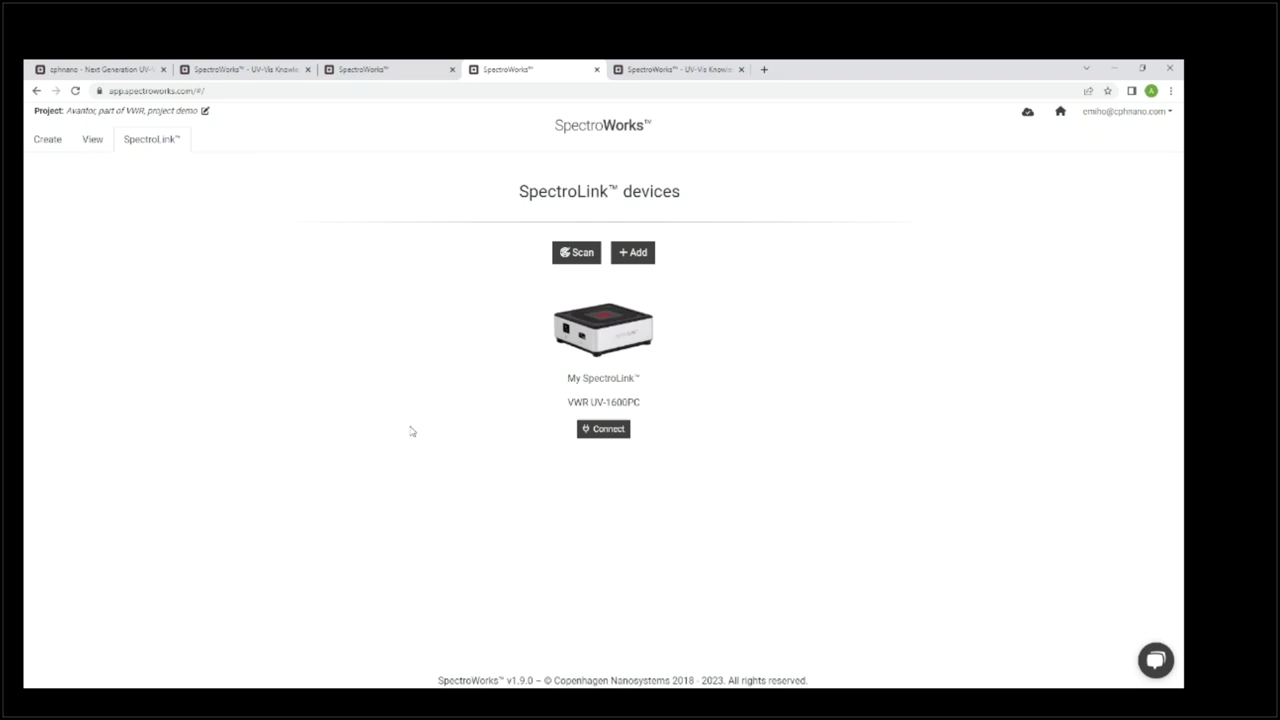 cphnano - Next Generation UV-
SpectroWorks™ - UV-Vis Knowle
SpectroWorks™
SpectroWorks™
SpectroWorks™ - UV-Vis Knowle
app.spectroworks.com/#/
Project: Avantor, part of VWR, project demo
emiho@cphnano.com
SpectroWorks™
Create
View
SpectroLink™
SpectroLink™ devices
Scan
+ Add
My SpectroLink™
VWR UV-1600PC
Connect
SpectroWorks™ v1.9.0 – © Copenhagen Nanosystems 2018 - 2023. All rights reserved.